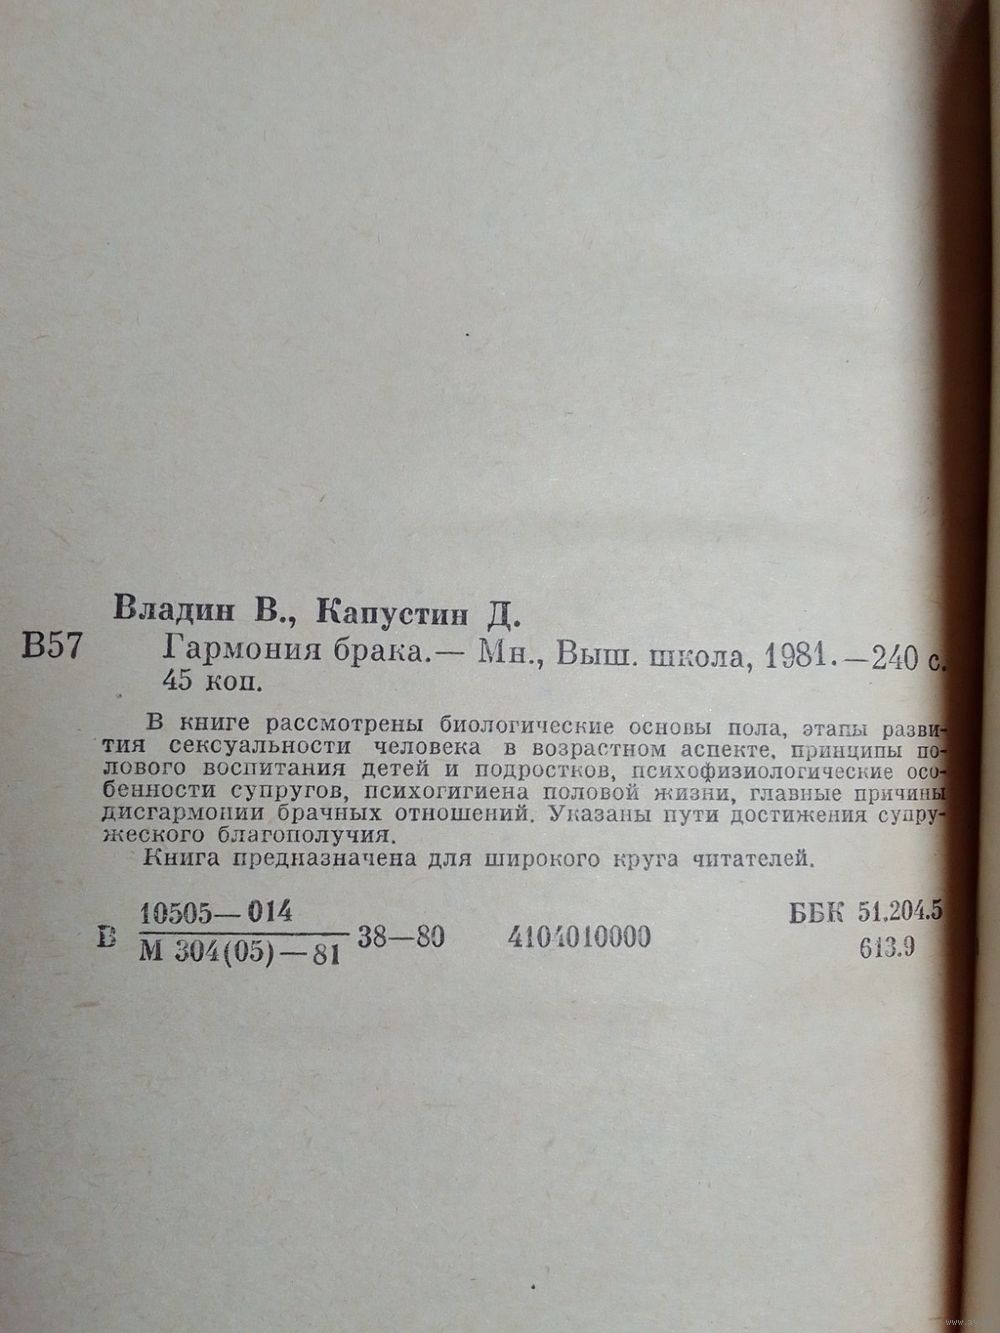 Владин В., Капустин Д.
В57 Гармония брака.— Мн., Выш. школа, 1981.—240 с.
45 коп.
В книге рассмотрены биологические основы пола, этапы разви-
тия сексуальности человека в возрастном аспекте, принципы по-
лового воспитания детей и подростков, психофизиологические осо-
бенности супругов, психогигиена половой жизни, главные причины
дисгармонии брачных отношений. Указаны пути достижения супру-
жеского благополучия.
Книга предназначена для широкого круга читателей.
10505—014
В М 304(05)—81 38—80 4104010000
ББК 51.204.5
613.9